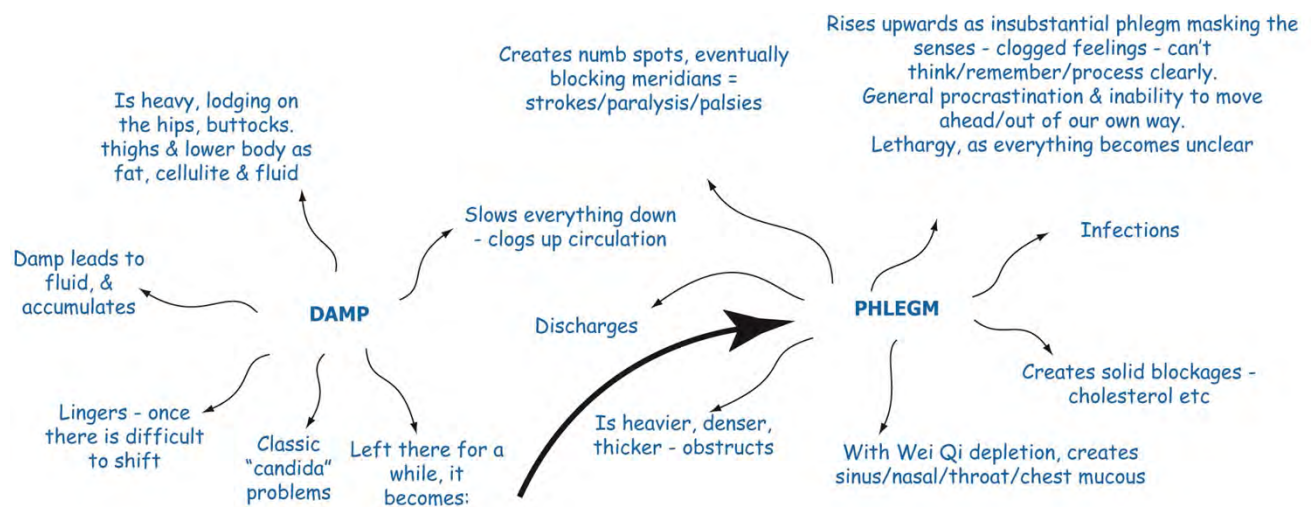 Is heavy, lodging on
the hips, buttocks.
thighs & lower body as
fat, cellulite & fluid
Slows everything down
- clogs up circulation
Damp leads to
fluid, &
accumulates
DAMP
Lingers - once
there is difficult
to shift
Classic
"candida"
problems
Left there for a
while, it
becomes:
Creates numb spots, eventually
blocking meridians =
strokes/paralysis/palsies
Rises upwards as insubstantial phlegm masking the
senses - clogged feelings - can't
think/remember/process clearly.
General procrastination & inability to move
ahead/out of our own way.
Lethargy, as everything becomes unclear
Infections
Discharges
PHLEGM
Is heavier, denser,
thicker - obstructs
Creates solid blockages -
cholesterol etc
With Wei Qi depletion, creates
sinus/nasal/throat/chest mucous